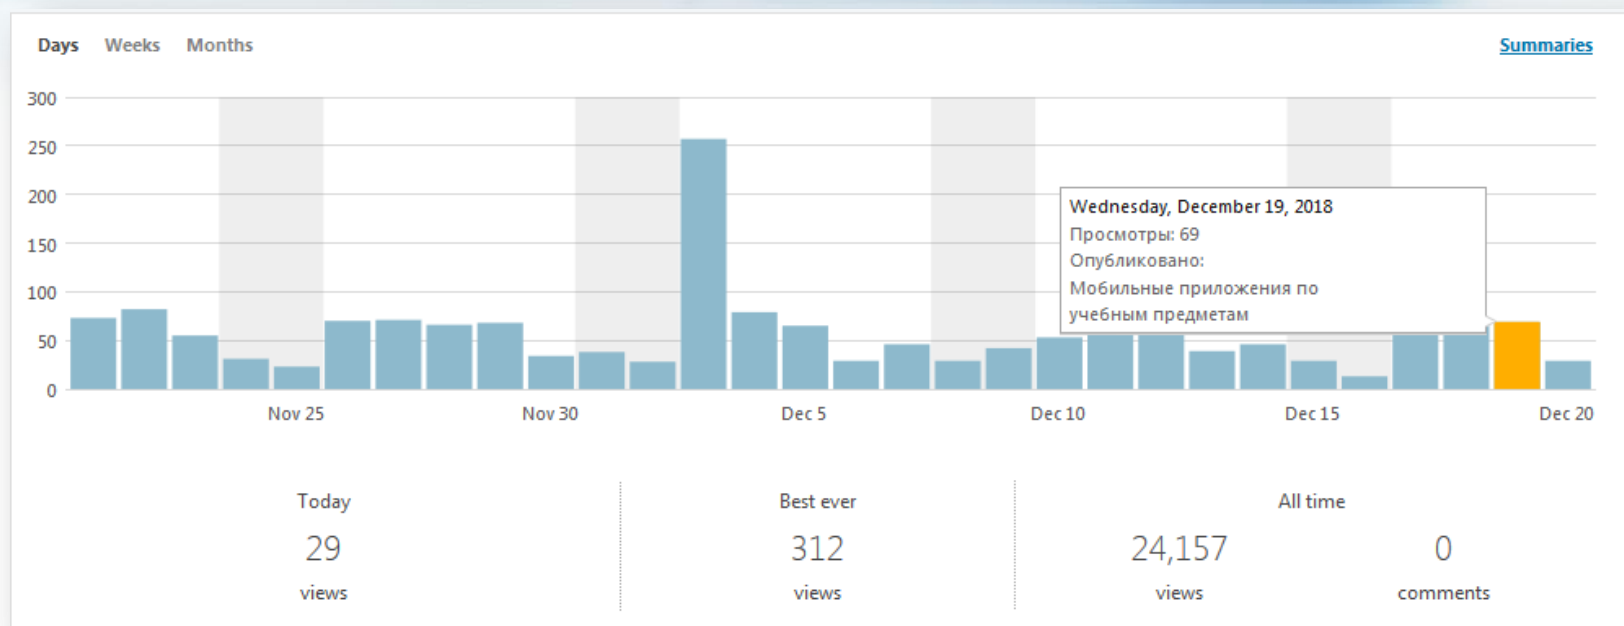 Days Weeks Months Summaries
300
250
200
150
100
50
0
Wednesday, December 19, 2018
Просмотры: 69
Опубликовано:
Мобильные приложения по
учебным предметам
Nov 25 Nov 30 Dec 5 Dec 10 Dec 15 Dec 20
Today Best ever All time
29 312 24,157 0
views views views comments